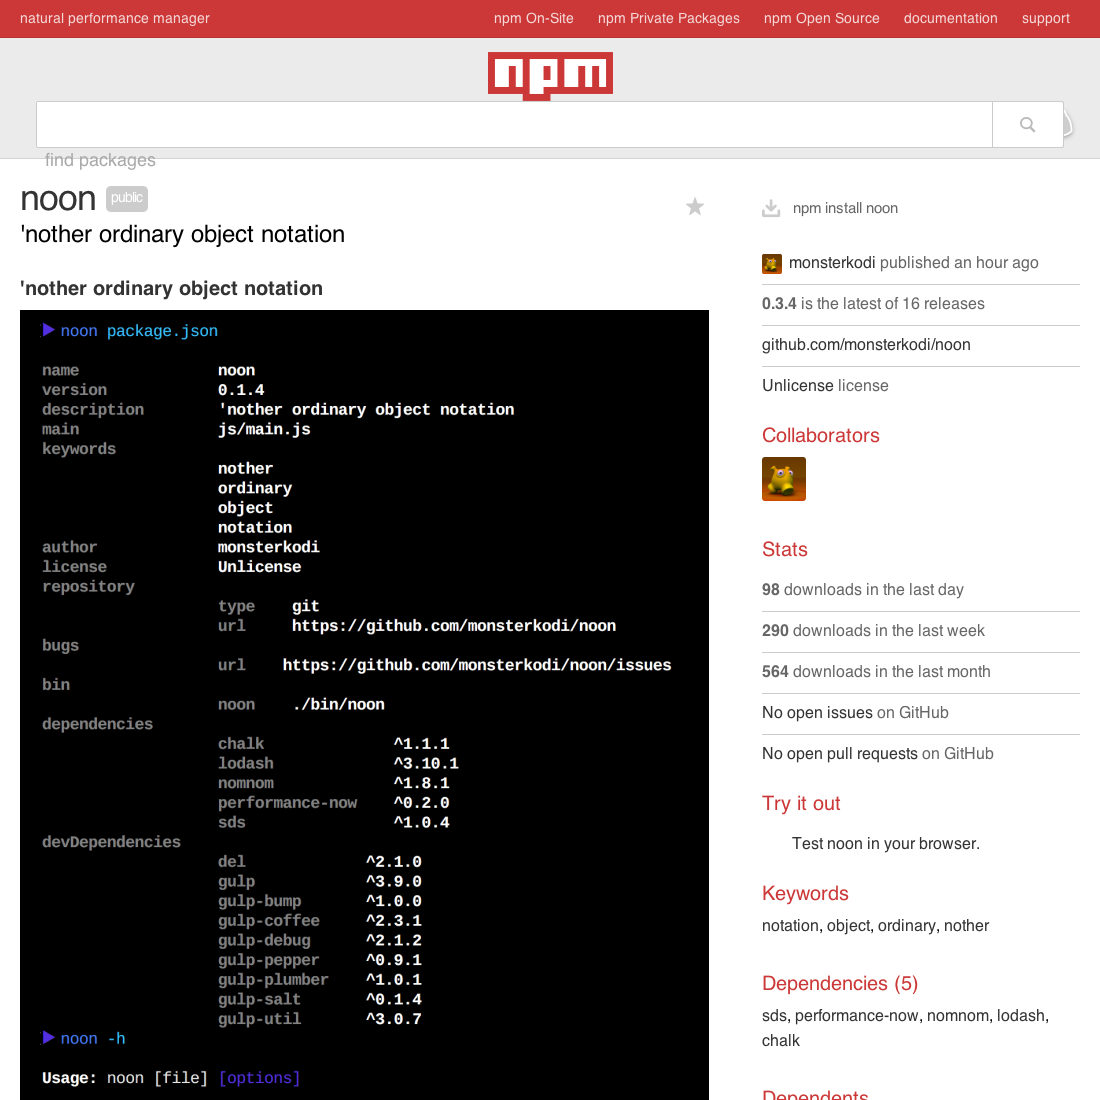 natural performance manager
npm On-Site
npm Private Packages
npm Open Source
documentation
support
npm
find packages
noon public
'nother ordinary object notation
'nother ordinary object notation
noon package.json
name noon
version 0.1.4
description 'nother ordinary object notation
main js/main.js
keywords
nother
ordinary
object
notation
author monsterkodi
license Unlicense
repository
type git
url https://github.com/monsterkodi/noon
bugs
url https://github.com/monsterkodi/noon/issues
bin
noon ./bin/noon
dependencies
chalk ^1.1.1
lodash ^3.10.1
nomnom ^1.8.1
performance-now ^0.2.0
sds ^1.0.4
devDependencies
del ^2.1.0
gulp ^3.9.0
gulp-bump ^1.0.0
gulp-coffee ^2.3.1
gulp-debug ^2.1.2
gulp-pepper ^0.9.1
gulp-plumber ^1.0.1
gulp-salt ^0.1.4
gulp-util ^3.0.7
noon -h
Usage: noon [file] [options]
npm install noon
monsterkodi published an hour ago
0.3.4 is the latest of 16 releases
github.com/monsterkodi/noon
Unlicense license
Collaborators
Stats
98 downloads in the last day
290 downloads in the last week
564 downloads in the last month
No open issues on GitHub
No open pull requests on GitHub
Try it out
Test noon in your browser.
Keywords
notation, object, ordinary, nother
Dependencies (5)
sds, performance-now, nomnom, lodash,
chalk
Dependents